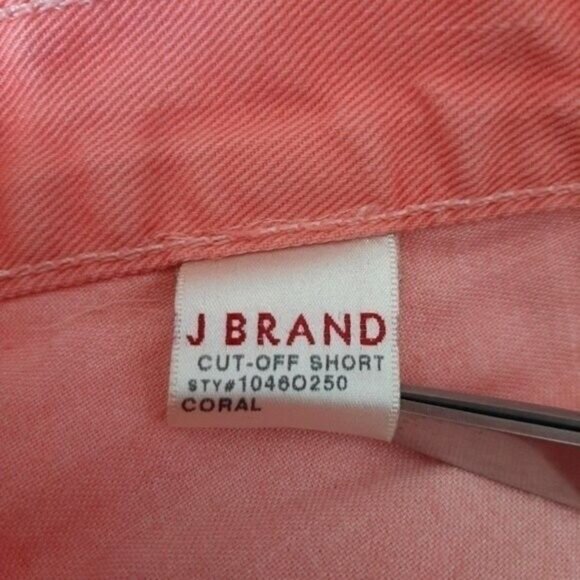 J BRAND
CUT-OFF SHORT
STY#1046O250
CORAL